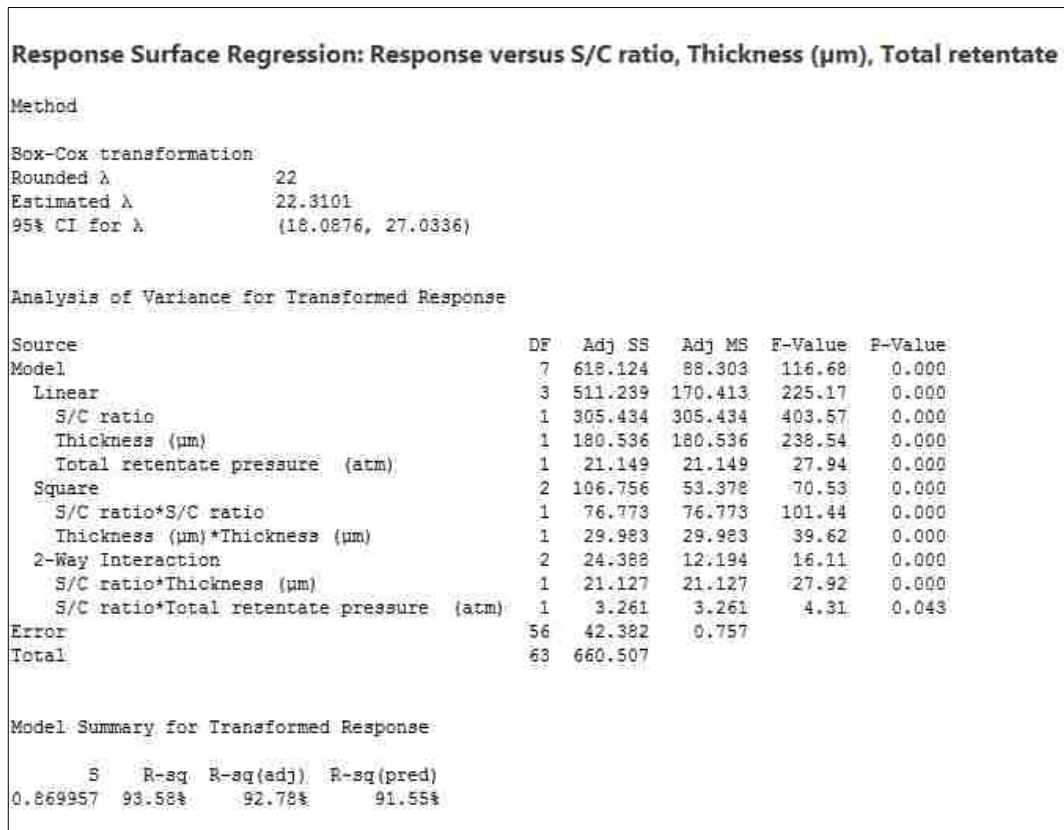 Response Surface Regression: Response versus S/C ratio, Thickness (µm), Total retentate
Method
Box-Cox transformation
Rounded λ 22
Estimated λ 22.3101
95% CI for λ (18.0876, 27.0336)
Analysis of Variance for Transformed Response
Source DF Adj SS Adj MS F-Value P-Value
Model 7 618.124 88.303 116.68 0.000
Linear 3 511.239 170.413 225.17 0.000
S/C ratio 1 305.434 305.434 403.57 0.000
Thickness (µm) 1 180.536 180.536 238.54 0.000
Total retentate pressure (atm) 1 21.149 21.149 27.94 0.000
Square 2 106.756 53.378 70.53 0.000
S/C ratio*S/C ratio 1 76.773 76.773 101.44 0.000
Thickness (µm)*Thickness (µm) 1 29.983 29.983 39.62 0.000
2-Way Interaction 2 24.388 12.194 16.11 0.000
S/C ratio*Thickness (µm) 1 21.127 21.127 27.92 0.000
S/C ratio*Total retentate pressure (atm) 1 3.261 3.261 4.31 0.043
Error 56 42.382 0.757
Total 63 660.507
Model Summary for Transformed Response
S R-sq R-sq(adj) R-sq(pred)
0.869957 93.58% 92.78% 91.55%